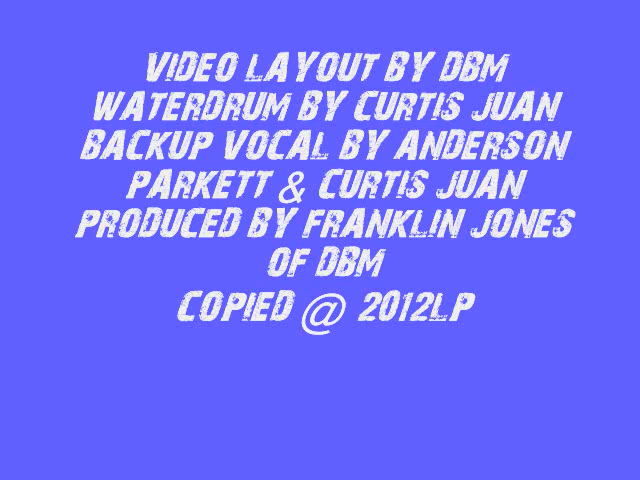 VIDEO LAYOUT BY DBM
WATERDRUM BY CURTIS JUAN
BACKUP VOCAL BY ANDERSON
PARKETT & CURTIS JUAN
PRODUCED BY FRANKLIN JONES
OF DBM
COPIED @ 2012LP